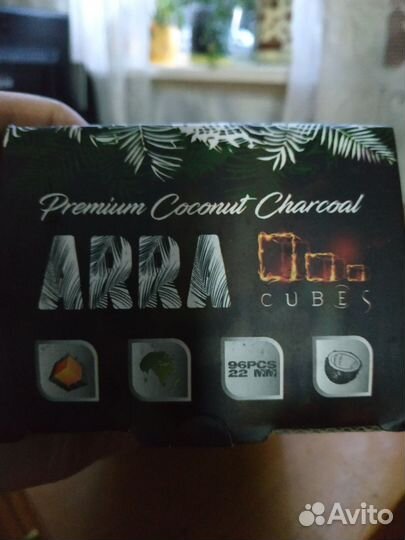 Premium Coconut Charcoal
ARRA
CUBES
96PCS
22 MM
Avito